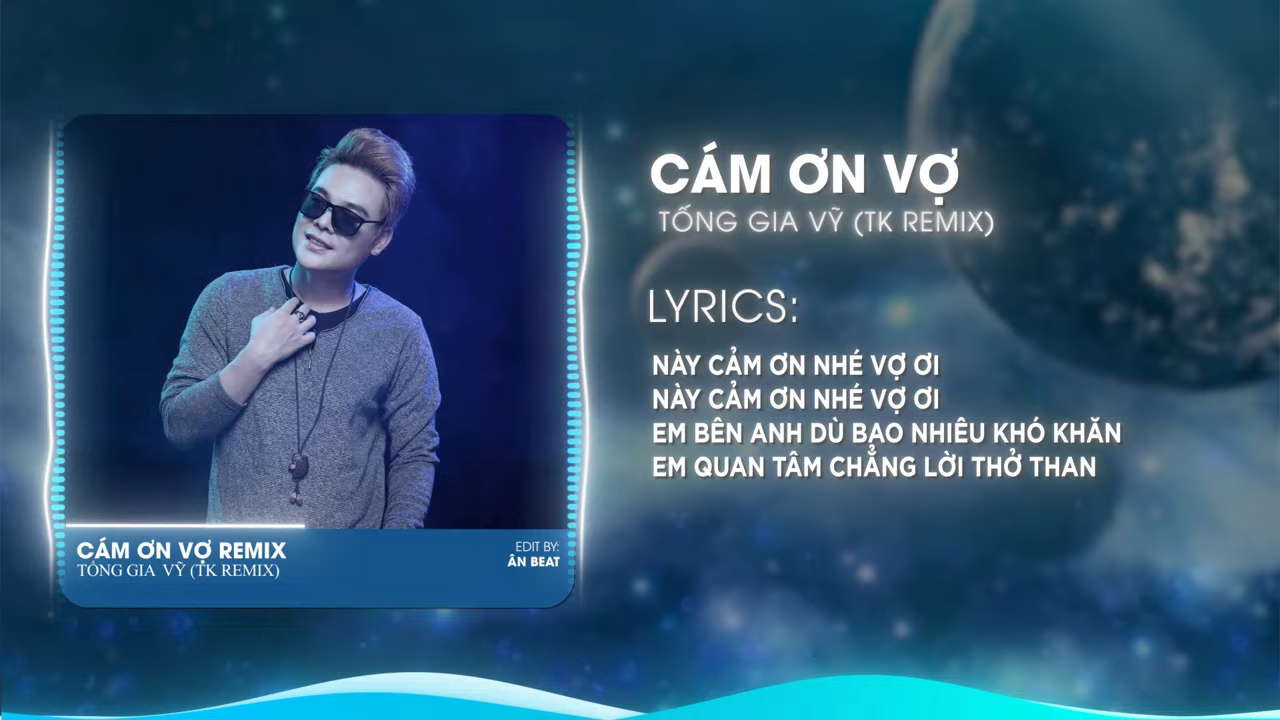 CÁM ƠN VỢ
TỐNG GIA VỸ (TK REMIX)
LYRICS:
NÀY CẢM ƠN NHÉ VỢ ƠI
NÀY CẢM ƠN NHÉ VỢ ƠI
EM BÊN ANH DÙ BAO NHIÊU KHÓ KHĂN
EM QUAN TÂM CHẲNG LỜI THỞ THAN
CÁM ƠN VỢ REMIX
TỐNG GIA VỸ (TK REMIX)
EDIT BY:
ÂN BEAT